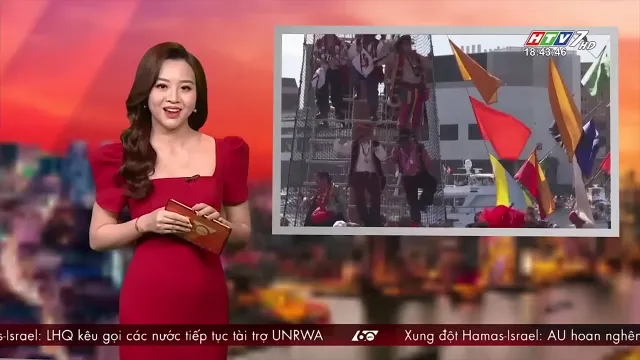 HTV7 HD
18:43:46
s-Israel: LHQ kêu gọi các nước tiếp tục tài trợ UNRWA 60 Xung đột Hamas-Israel: AU hoan nghên